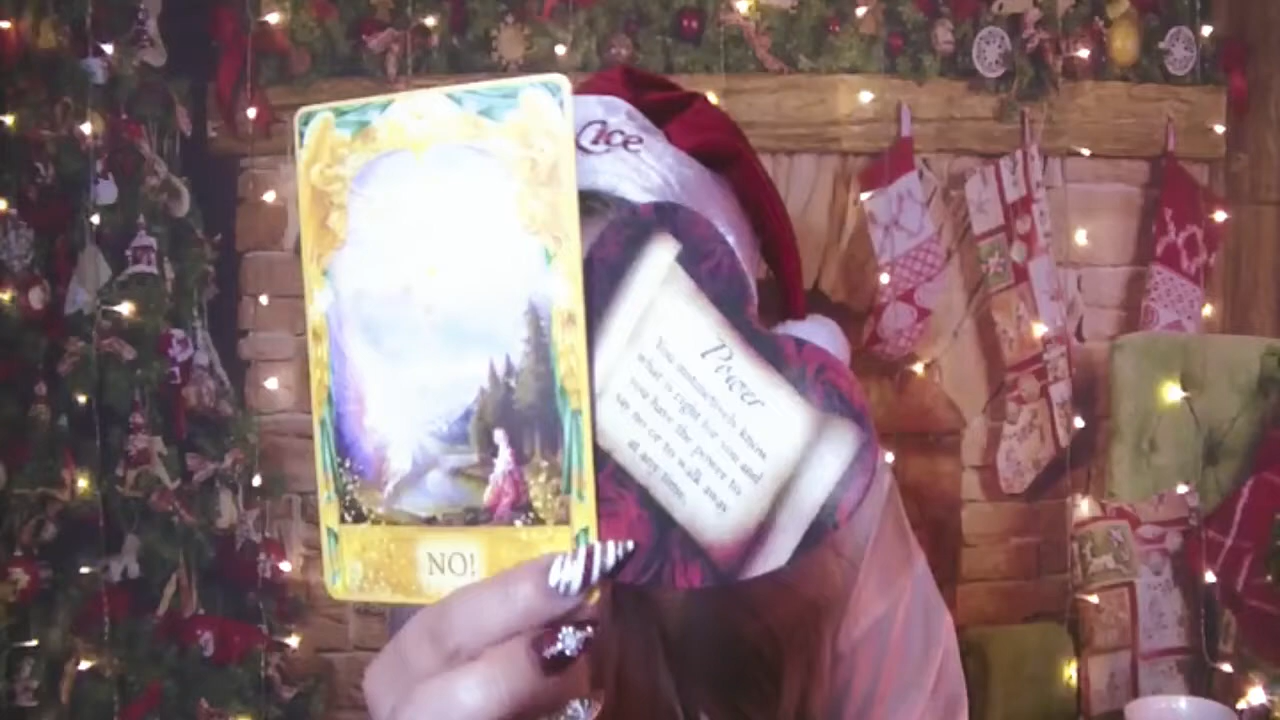 NO!
Power
You instinctively know
what is right for you and
you have the power to
say no or to walk away
at any time.